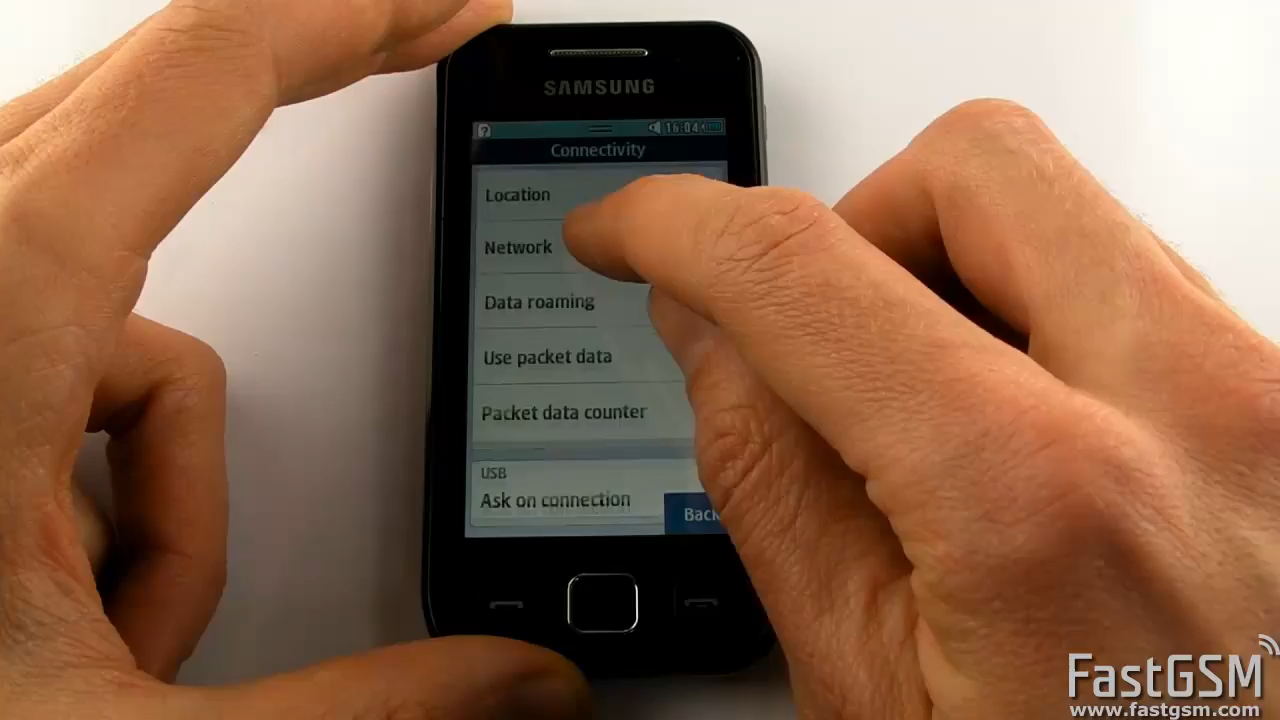 SAMSUNG
?
16:04
Connectivity
Location
Network
Data roaming
Use packet data
Packet data counter
USB
Ask on connection
Back
FastGSM
www.fastgsm.com